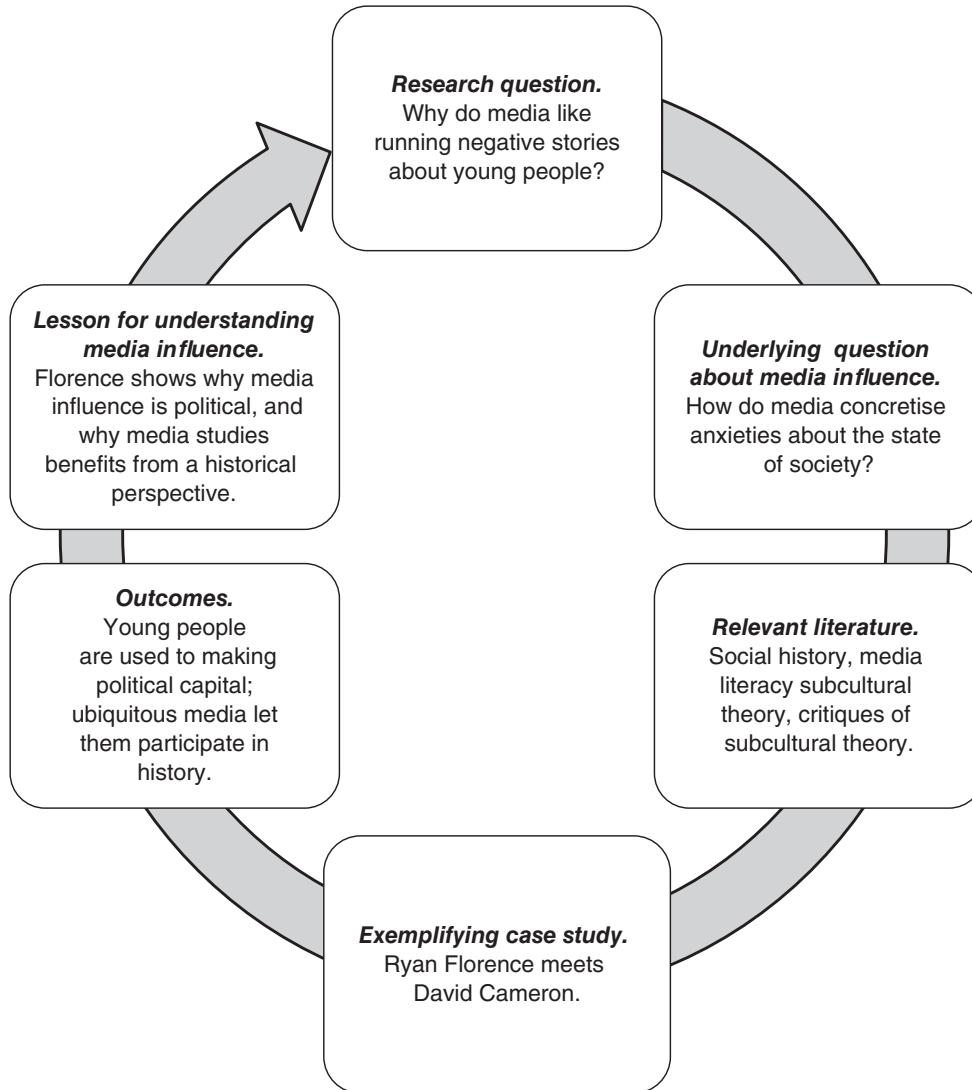 Research question.
Why do media like
running negative stories
about young people?
Underlying question
about media influence.
How do media concretise
anxieties about the state
of society?
Relevant literature.
Social history, media
literacy subcultural
theory, critiques of
subcultural theory.
Exemplifying case study.
Ryan Florence meets
David Cameron.
Outcomes.
Young people
are used to making
political capital;
ubiquitous media let
them participate in
history.
Lesson for understanding
media influence.
Florence shows why media
influence is political, and
why media studies
benefits from a historical
perspective.